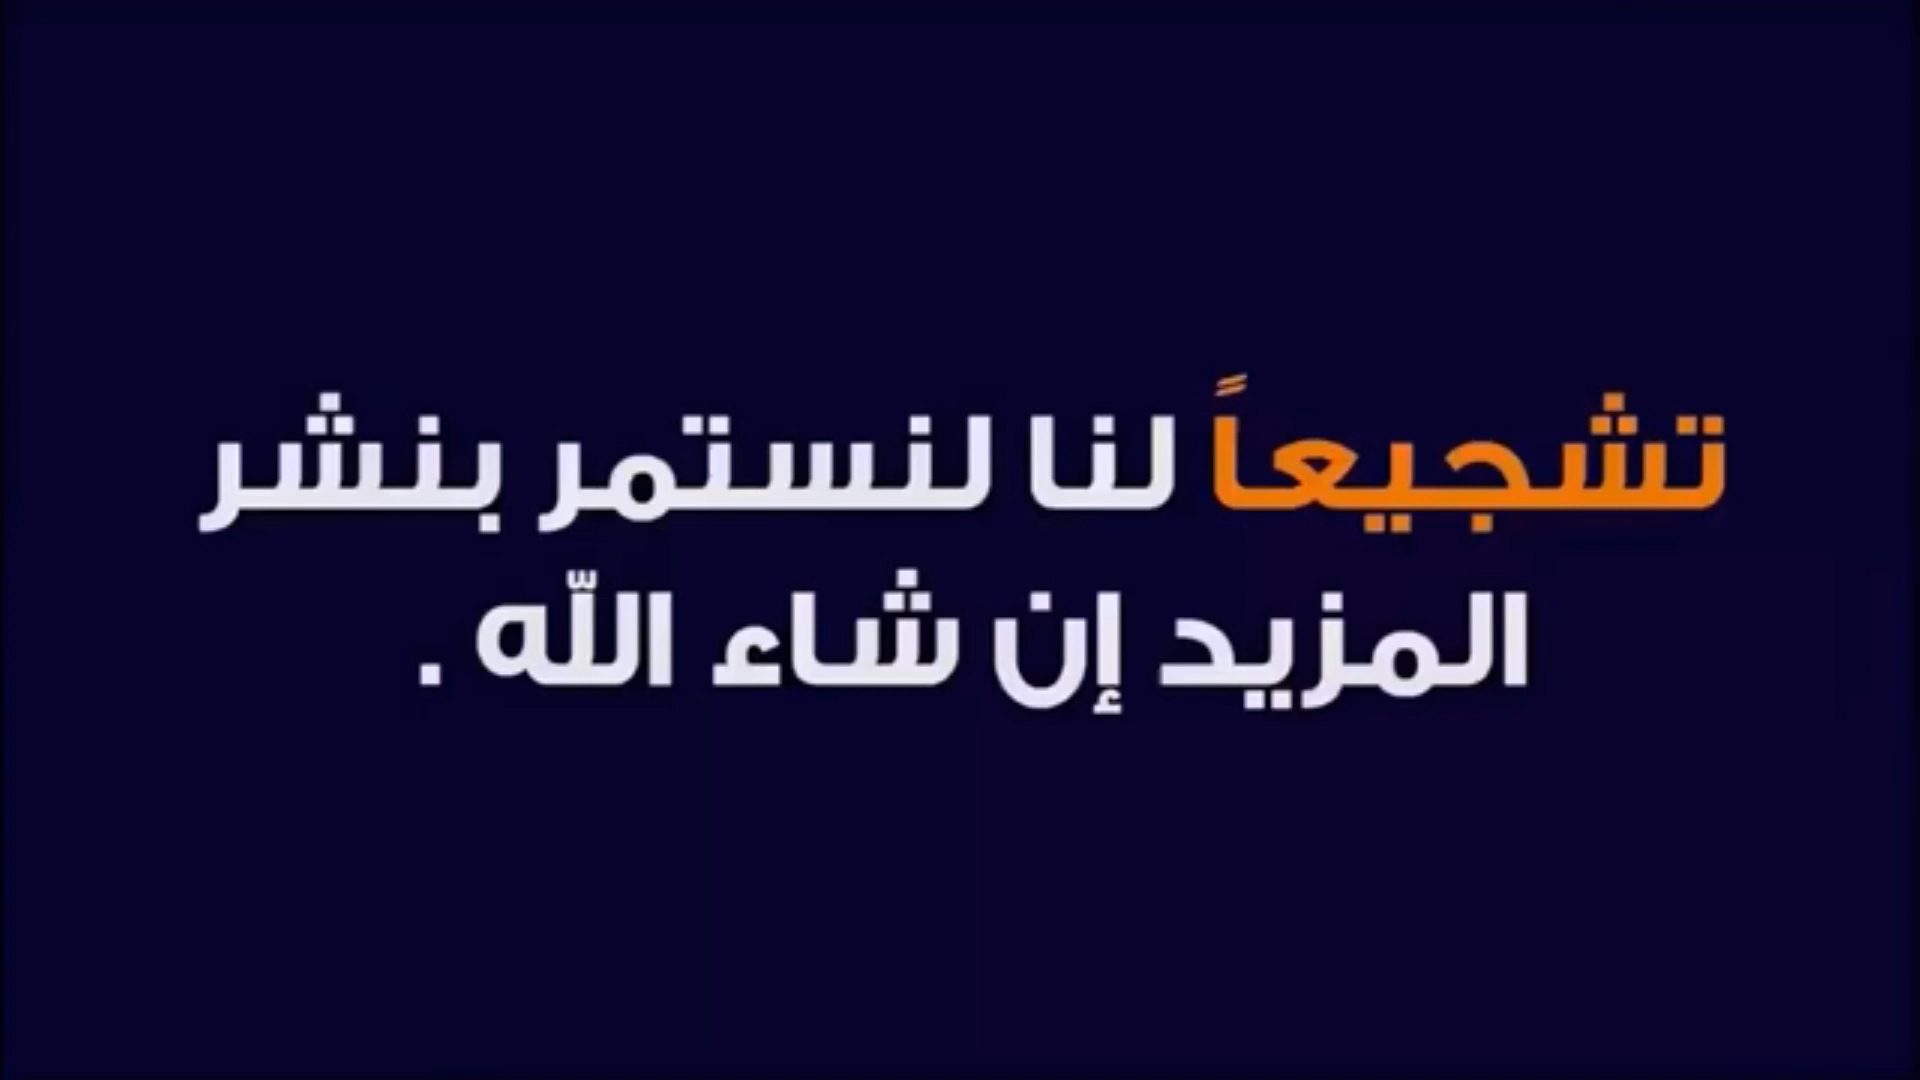 تشجيعاً لنا لنستمر بنشر
المزيد إن شاء اللّه .